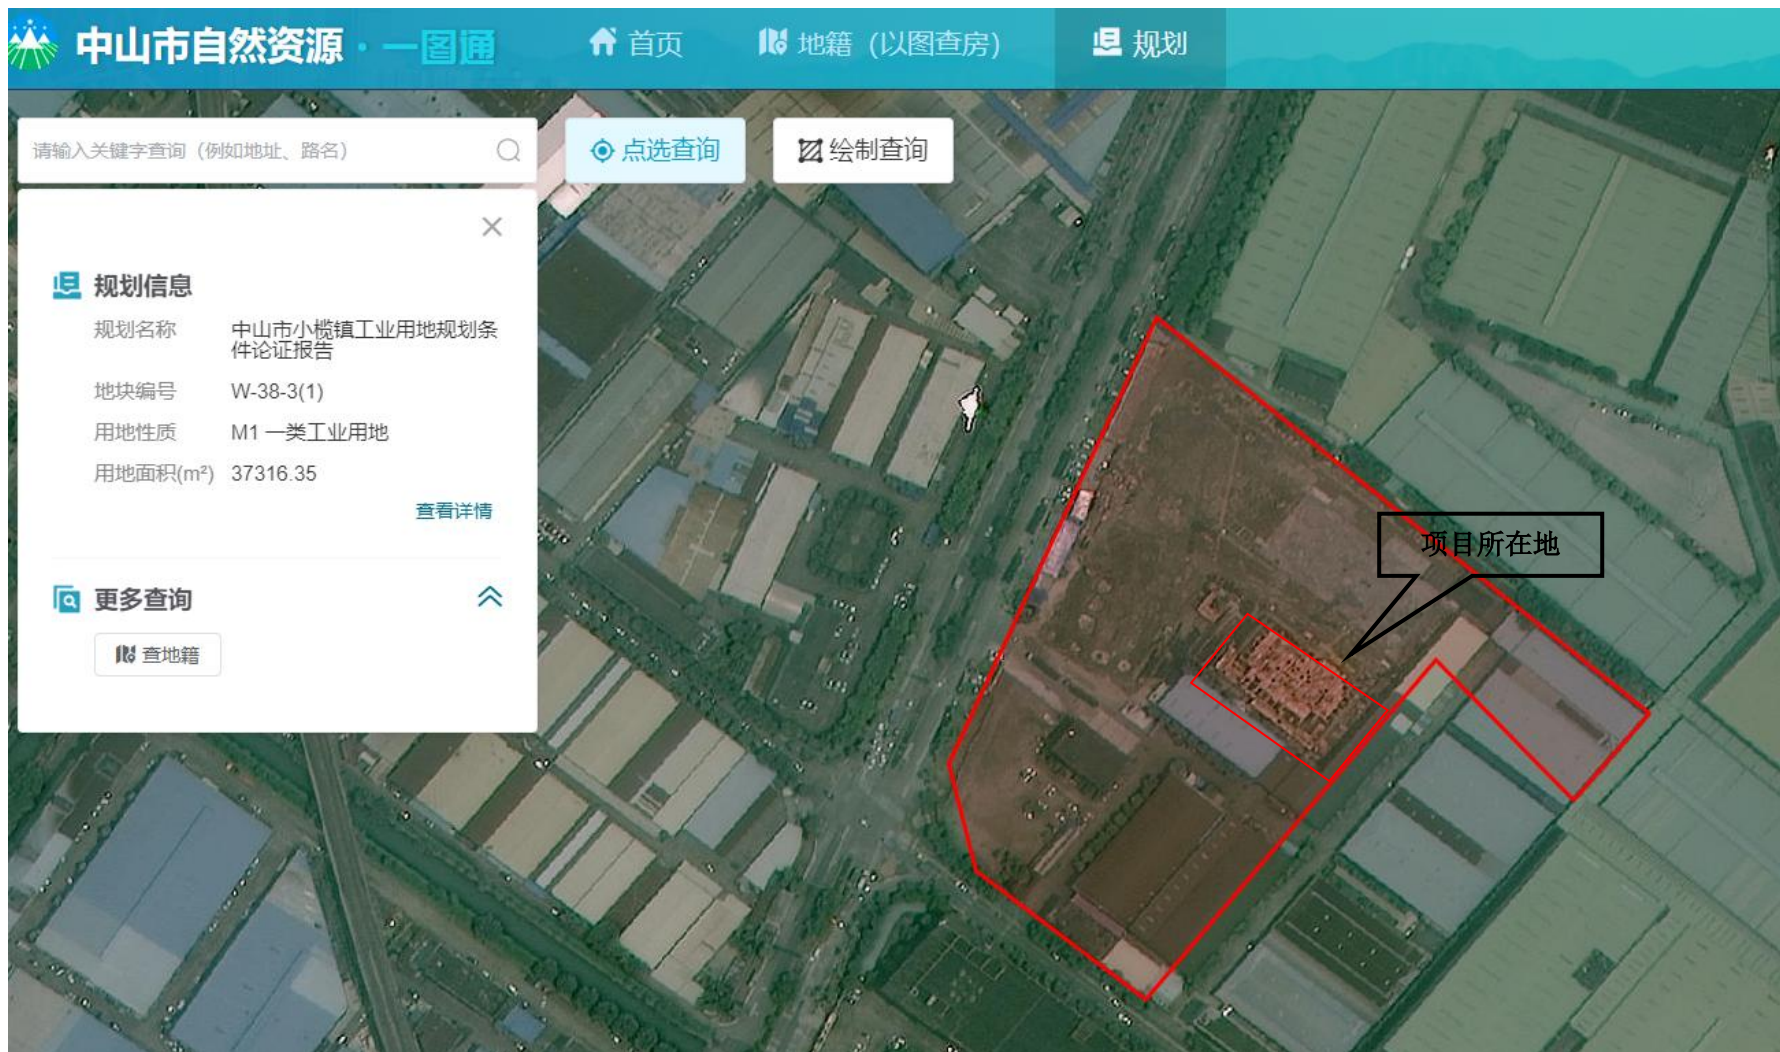 中山市自然资源·一图通
首页
地籍（以图查房）
规划
请输入关键字查询（例如地址、路名）
点选查询
绘制查询
规划信息
规划名称 中山市小榄镇工业用地规划条
件论证报告
地块编号 W-38-3(1)
用地性质 M1 一类工业用地
用地面积(m²) 37316.35
查看详情
更多查询
查地籍
项目所在地